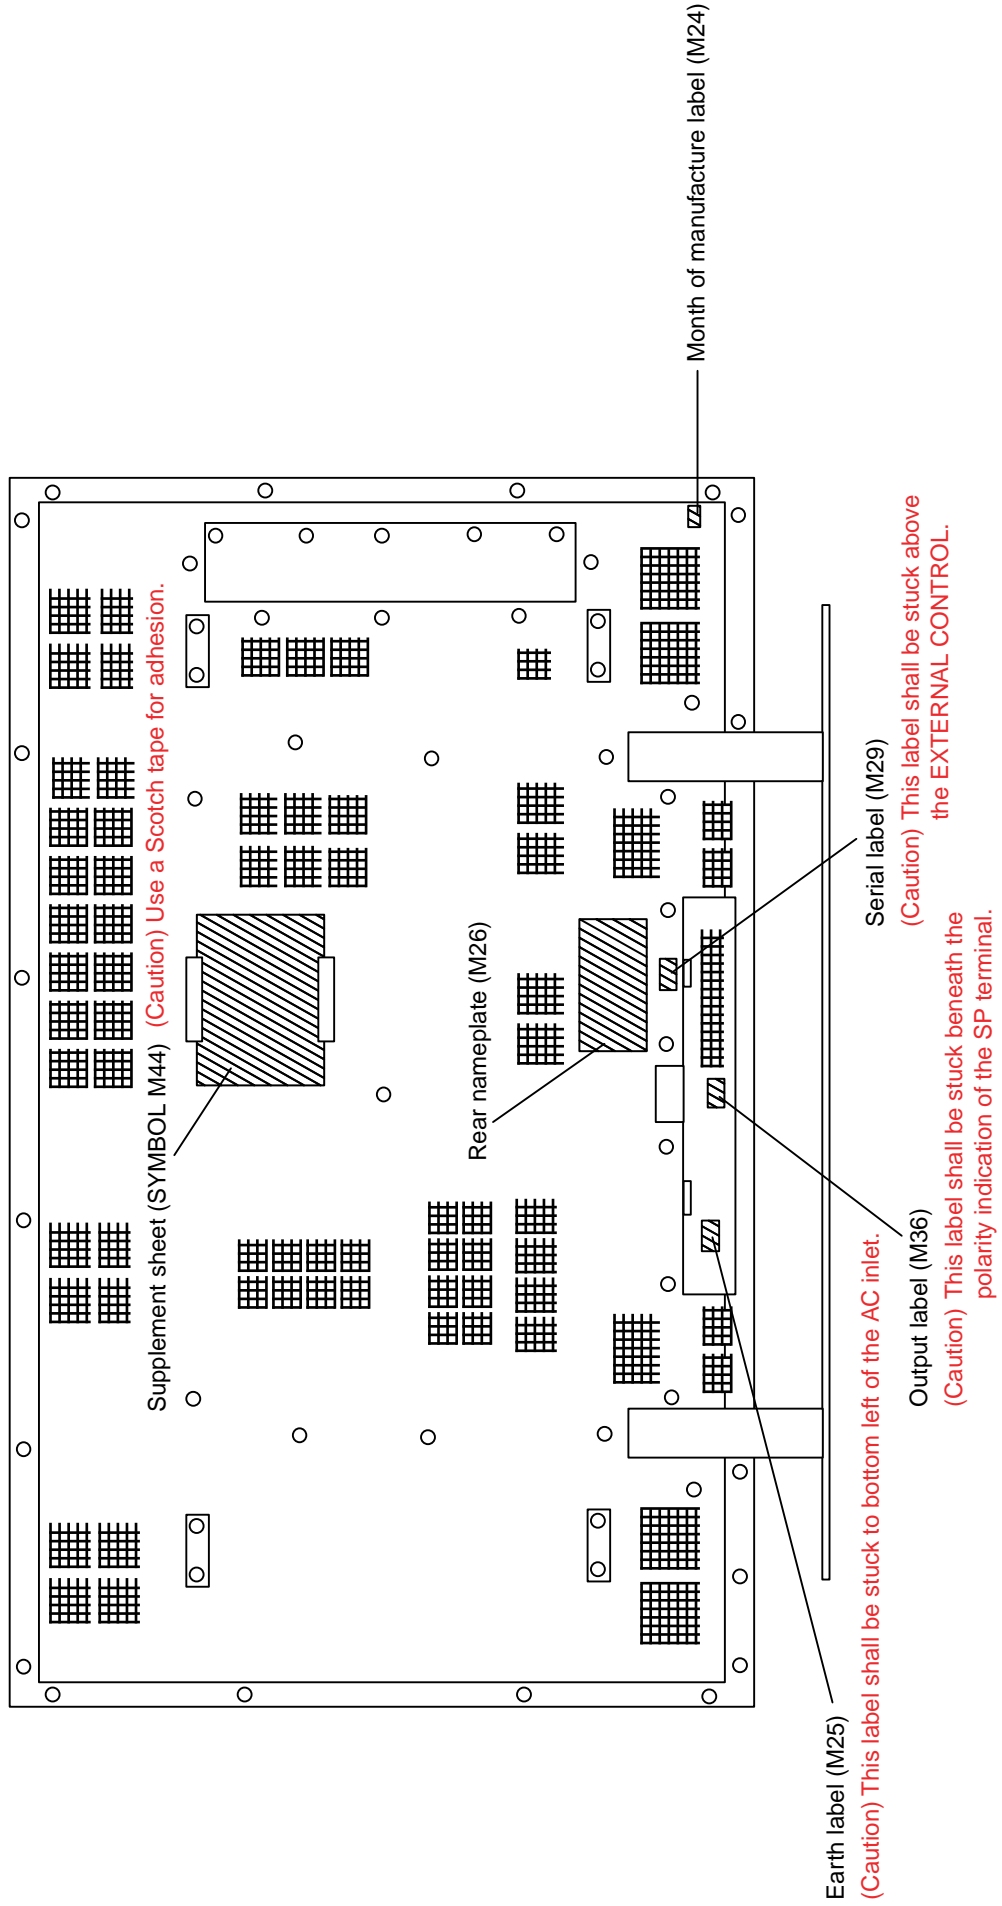 Supplement sheet (SYMBOL M44) (Caution) Use a Scotch tape for adhesion.
Rear nameplate (M26)
Month of manufacture label (M24)
Earth label (M25)
(Caution) This label shall be stuck to bottom left of the AC inlet.
Serial label (M29)
(Caution) This label shall be stuck above
the EXTERNAL CONTROL.
Output label (M36)
(Caution) This label shall be stuck beneath the
polarity indication of the SP terminal.